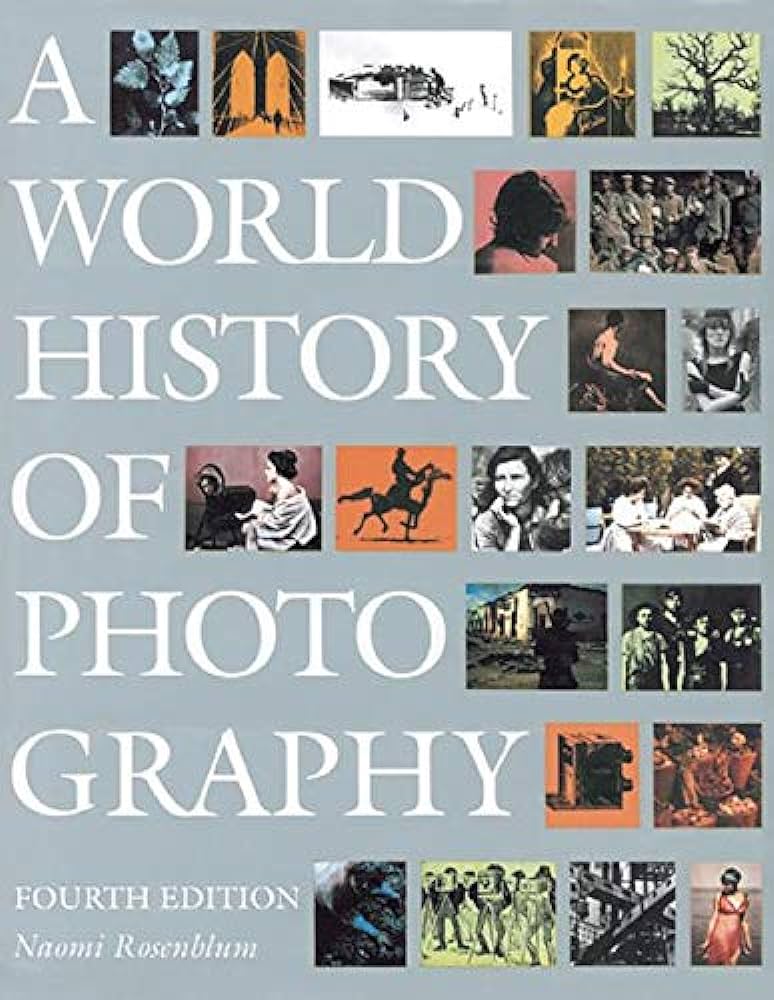 A
WORLD
HISTORY
OF
PHOTO
GRAPHY
FOURTH EDITION
Naomi Rosenblum